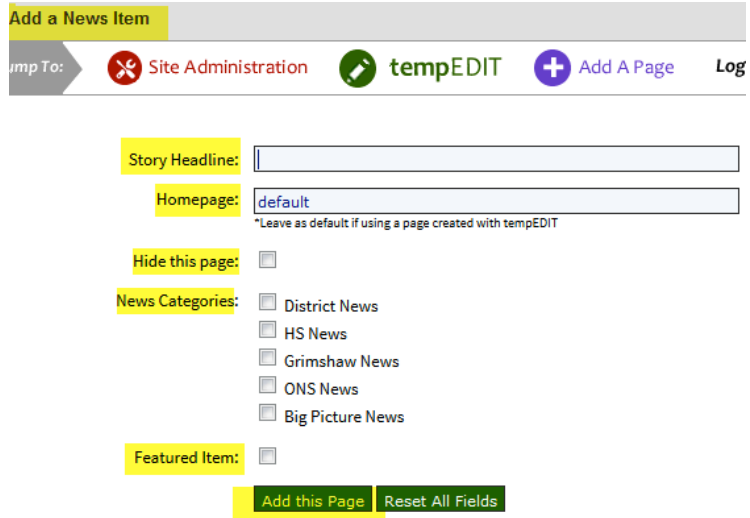 Add a News Item
ump To:
Site Administration
tempEDIT
Add A Page
Log
Story Headline:
Homepage: default
*Leave as default if using a page created with tempEDIT
Hide this page:
News Categories: District News
HS News
Grimshaw News
ONS News
Big Picture News
Featured Item:
Add this Page Reset All Fields